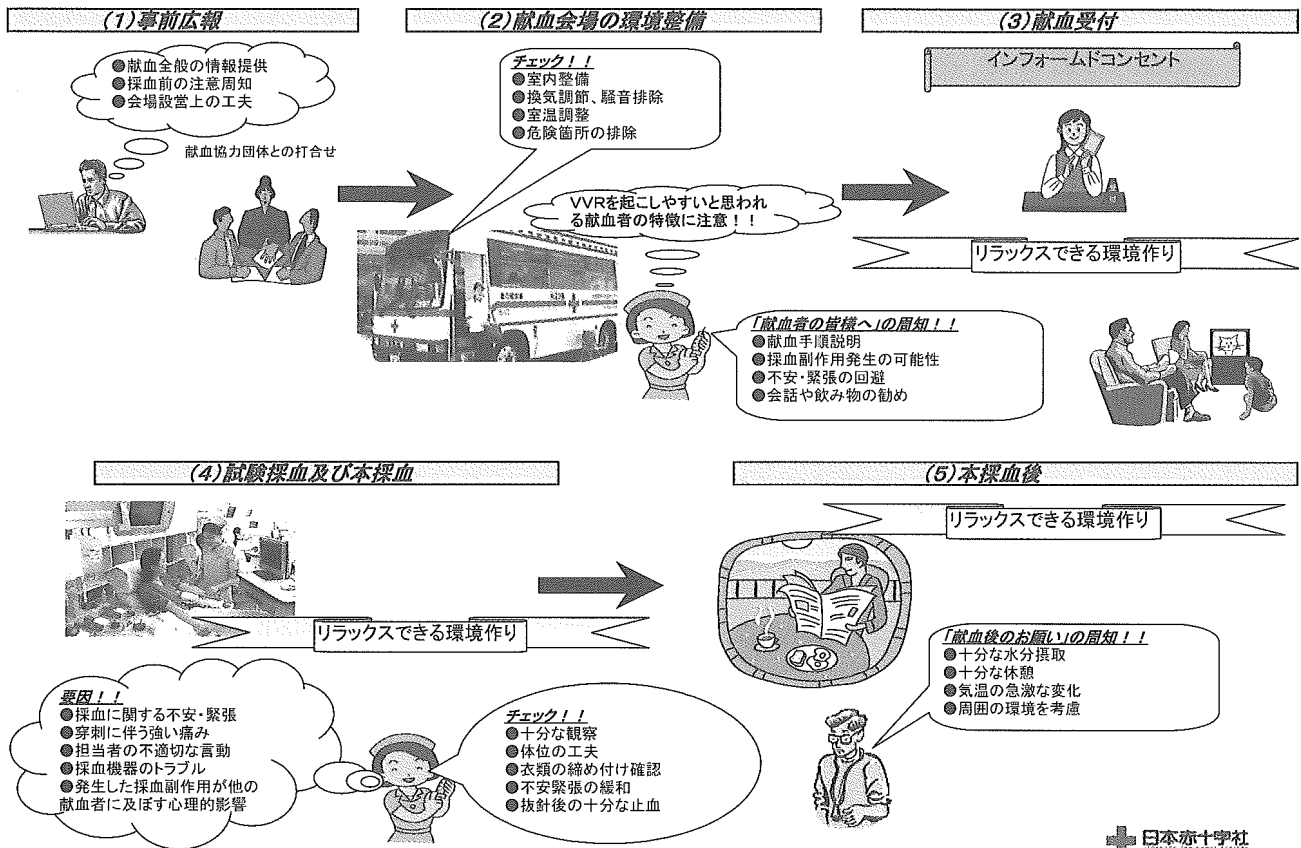 (1)事前広報
●献血全般の情報提供
●採血前の注意周知
●会場設営上の工夫
献血協力団体との打合せ
(2)献血会場の環境整備
チェック！！
●室内整備
●換気調節、騒音排除
●室温調整
●危険箇所の排除
VVRを起こしやすいと思われ
る献血者の特徴に注意！！
「献血者の皆様へ」の周知！！
●献血手順説明
●採血副作用発生の可能性
●不安・緊張の回避
●会話や飲み物の勧め
(3)献血受付
インフォームドコンセント
リラックスできる環境作り
(4)試験採血及び本採血
リラックスできる環境作り
要因！！
●採血に関する不安・緊張
●穿刺に伴う強い痛み
●担当者の不適切な言動
●採血機器のトラブル
●発生した採血副作用が他の
献血者に及ぼす心理的影響
チェック！！
●十分な観察
●体位の工夫
●衣類の締め付け確認
●不安緊張の緩和
●抜針後の十分な止血
(5)本採血後
リラックスできる環境作り
「献血後のお願い」の周知！！
●十分な水分摂取
●十分な休憩
●気温の急激な変化
●周囲の環境を考慮
日本赤十字社